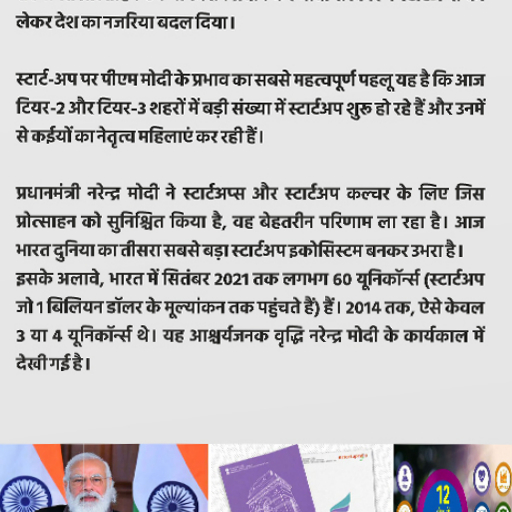 लेकर देश का नजरिया बदल दिया।
स्टार्ट-अप पर पीएम मोदी के प्रभाव का सबसे महत्वपूर्ण पहलू यह है कि आज
टियर-2 और टियर-3 शहरों में बड़ी संख्या में स्टार्टअप शुरू हो रहे हैं और उनमें
से कईयों का नेतृत्व महिलाएं कर रही हैं।
प्रधानमंत्री नरेन्द्र मोदी ने स्टार्टअप्स और स्टार्टअप कल्चर के लिए जिस
प्रोत्साहन को सुनिश्चित किया है, वह बेहतरीन परिणाम ला रहा है। आज
भारत दुनिया का तीसरा सबसे बड़ा स्टार्टअप इकोसिस्टम बनकर उभरा है।
इसके अलावे, भारत में सितंबर 2021 तक लगभग 60 यूनिकॉर्न्स (स्टार्टअप
जो 1 बिलियन डॉलर के मूल्यांकन तक पहुंचते हैं) हैं। 2014 तक, ऐसे केवल
3 या 4 यूनिकॉर्न्स थे। यह आश्चर्यजनक वृद्धि नरेन्द्र मोदी के कार्यकाल में
देखी गई है।
12